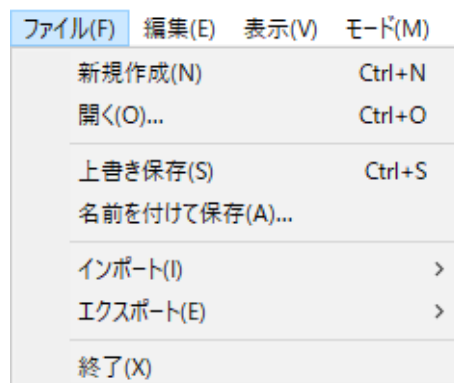 ファイル(F) 編集(E) 表示(V) モード(M)
新規作成(N) Ctrl+N
開く(O)... Ctrl+O
上書き保存(S) Ctrl+S
名前を付けて保存(A)...
インポート(I) >
エクスポート(E) >
終了(X)